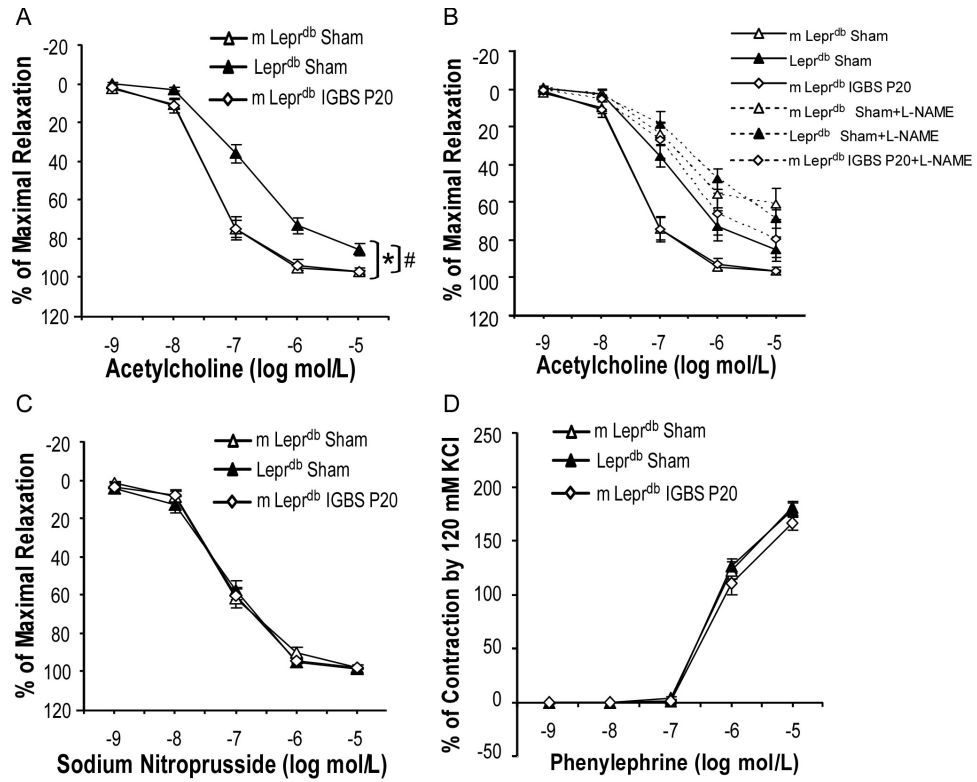 A
m Lepr^db Sham
Lepr^db Sham
m Lepr^db IGBS P20
% of Maximal Relaxation
-20
0
20
40
60
80
100
120
* #
-9 -8 -7 -6 -5
Acetylcholine (log mol/L)
B
m Lepr^db Sham
Lepr^db Sham
m Lepr^db IGBS P20
m Lepr^db Sham+L-NAME
Lepr^db Sham+L-NAME
m Lepr^db IGBS P20+L-NAME
% of Maximal Relaxation
-20
0
20
40
60
80
100
120
-9 -8 -7 -6 -5
Acetylcholine (log mol/L)
C
m Lepr^db Sham
Lepr^db Sham
m Lepr^db IGBS P20
% of Maximal Relaxation
-20
0
20
40
60
80
100
120
-9 -8 -7 -6 -5
Sodium Nitroprusside (log mol/L)
D
m Lepr^db Sham
Lepr^db Sham
m Lepr^db IGBS P20
% of Contraction by 120 mM KCl
250
200
150
100
50
0
-50
-9 -8 -7 -6 -5
Phenylephrine (log mol/L)